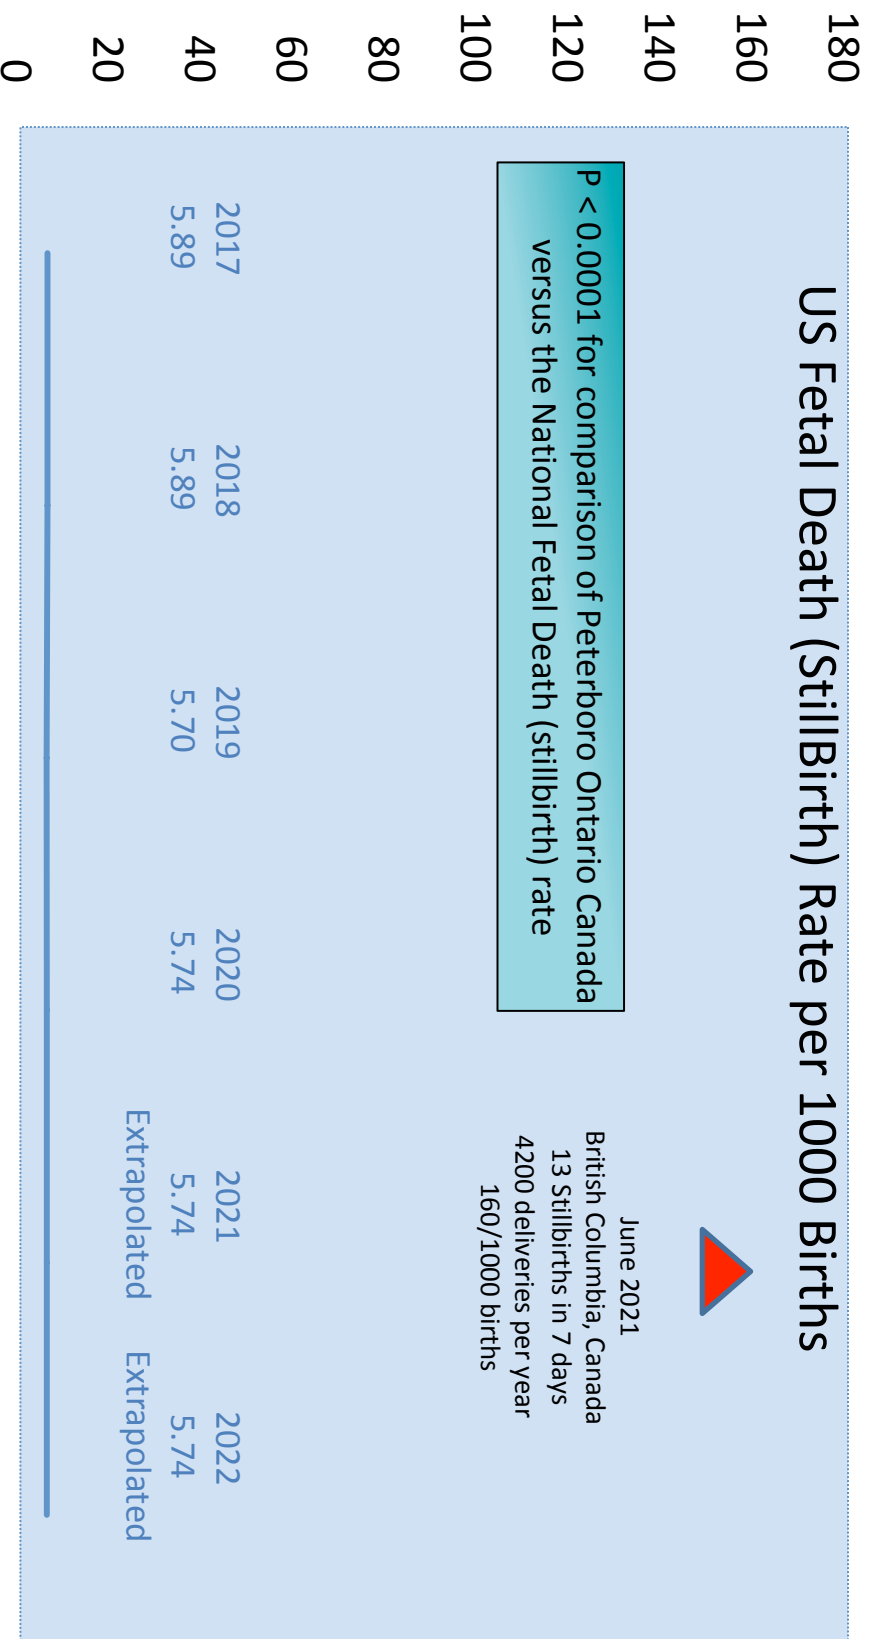 US Fetal Death (StillBirth) Rate per 1000 Births
180
160
140
120
100
80
60
40
20
0
P < 0.0001 for comparison of Peterboro Ontario Canada
versus the National Fetal Death (stillbirth) rate
June 2021
British Columbia, Canada
13 Stillbirths in 7 days
4200 deliveries per year
160/1000 births
2017
5.89
2018
5.89
2019
5.70
2020
5.74
2021
5.74
Extrapolated
2022
5.74
Extrapolated